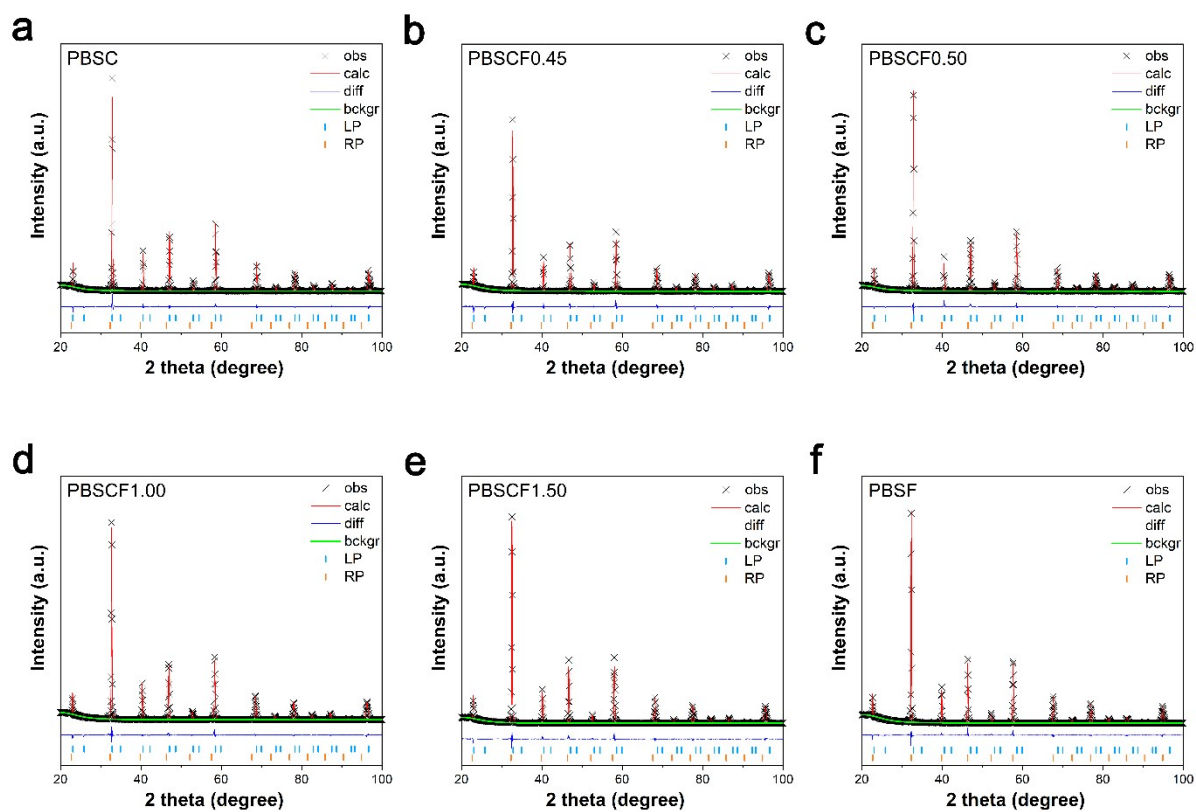 a
PBSC
obs
calc
diff
bckgr
LP
RP
Intensity (a.u.)
20 40 60 80 100
2 theta (degree)
b
PBSCF0.45
obs
calc
diff
bckgr
LP
RP
Intensity (a.u.)
20 40 60 80 100
2 theta (degree)
c
PBSCF0.50
obs
calc
diff
bckgr
LP
RP
Intensity (a.u.)
20 40 60 80 100
2 theta (degree)
d
PBSCF1.00
obs
calc
diff
bckgr
LP
RP
Intensity (a.u.)
20 40 60 80 100
2 theta (degree)
e
PBSCF1.50
obs
calc
diff
bckgr
LP
RP
Intensity (a.u.)
20 40 60 80 100
2 theta (degree)
f
PBSF
obs
calc
diff
bckgr
LP
RP
Intensity (a.u.)
20 40 60 80 100
2 theta (degree)